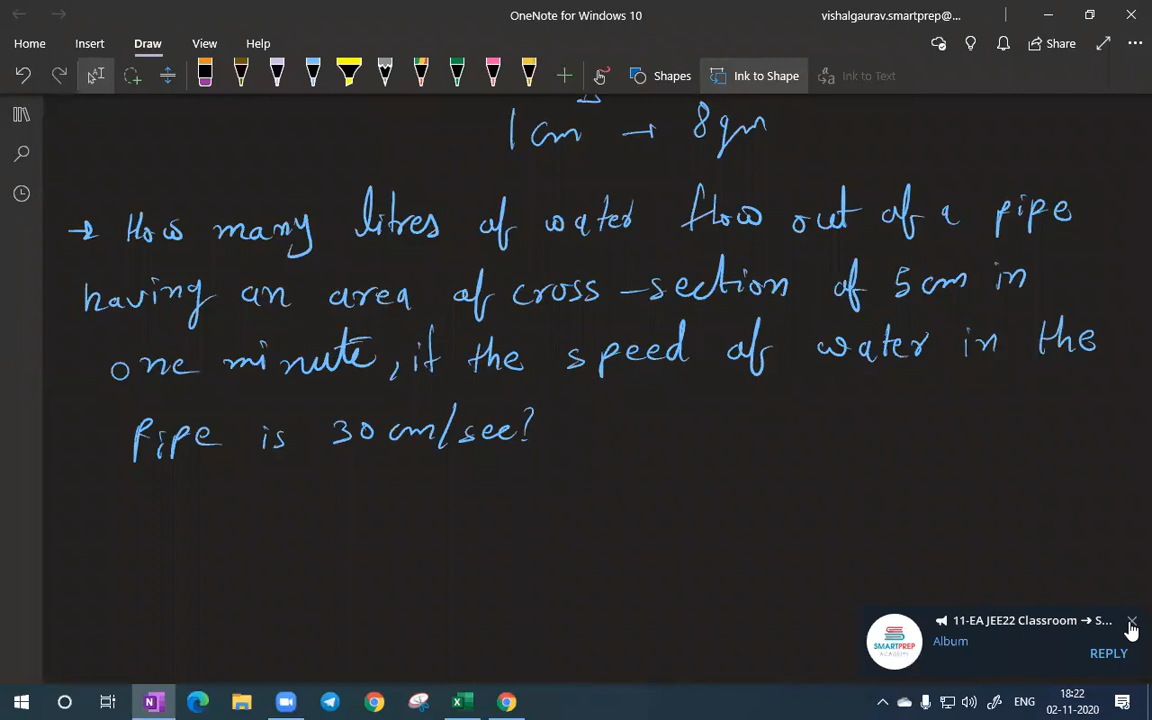 OneNote for Windows 10
vishalgaurav.smartprep@...
Home Insert Draw View Help
Share
Shapes
Ink to Shape
Ink to Text
1 cm → 8 gm
→ How many litres of water flow out of a pipe
having an area of cross-section of 5cm in
one minute, if the speed of water in the
pipe is 30 cm/sec?
11-EA JEE22 Classroom → S...
SMARTPREP
ACADEMY
Album
REPLY
ENG
18:22
02-11-2020